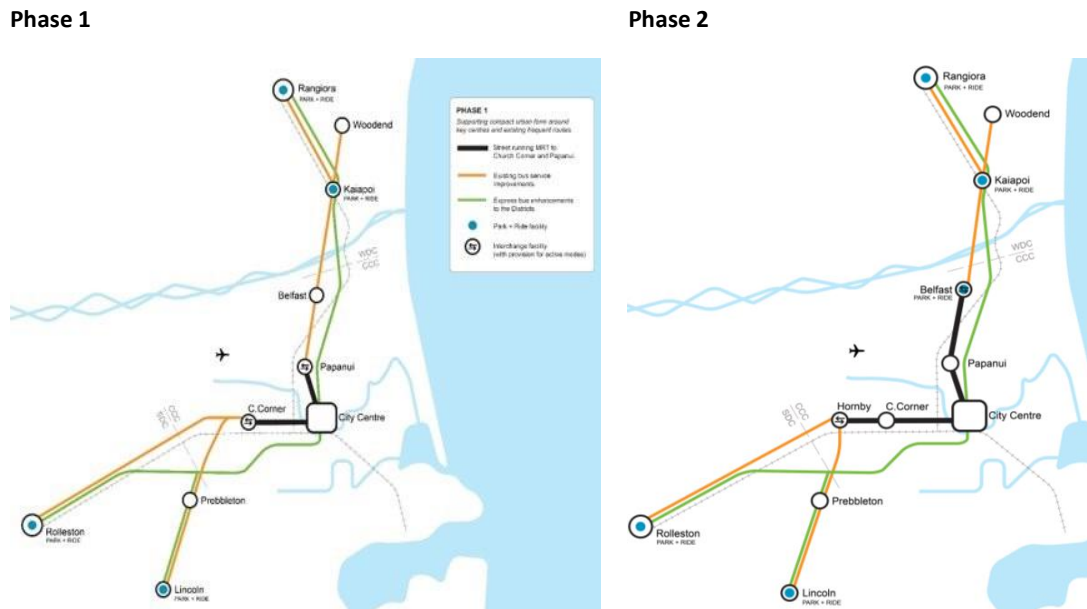 Phase 1
Phase 2
Rangiora
PARK + RIDE
Woodend
Kaiapoi
PARK + RIDE
WDC
CCC
Belfast
Papanui
C.Corner
City Centre
CCC
SDC
Prebbleton
Rolleston
PARK + RIDE
Lincoln
PARK + RIDE
PHASE 1
Supporting compact urban form around
key centres and existing frequent routes.
Street running MRT to
Church Corner and Papanui.
Existing bus service
improvements.
Express bus enhancements
to the Districts.
Park + Ride facility
Interchange facility
(with provision for active modes)
Rangiora
PARK + RIDE
Woodend
Kaiapoi
PARK + RIDE
WDC
CCC
Belfast
PARK + RIDE
Papanui
Hornby
C.Corner
City Centre
CCC
SDC
Prebbleton
Rolleston
PARK + RIDE
Lincoln
PARK + RIDE